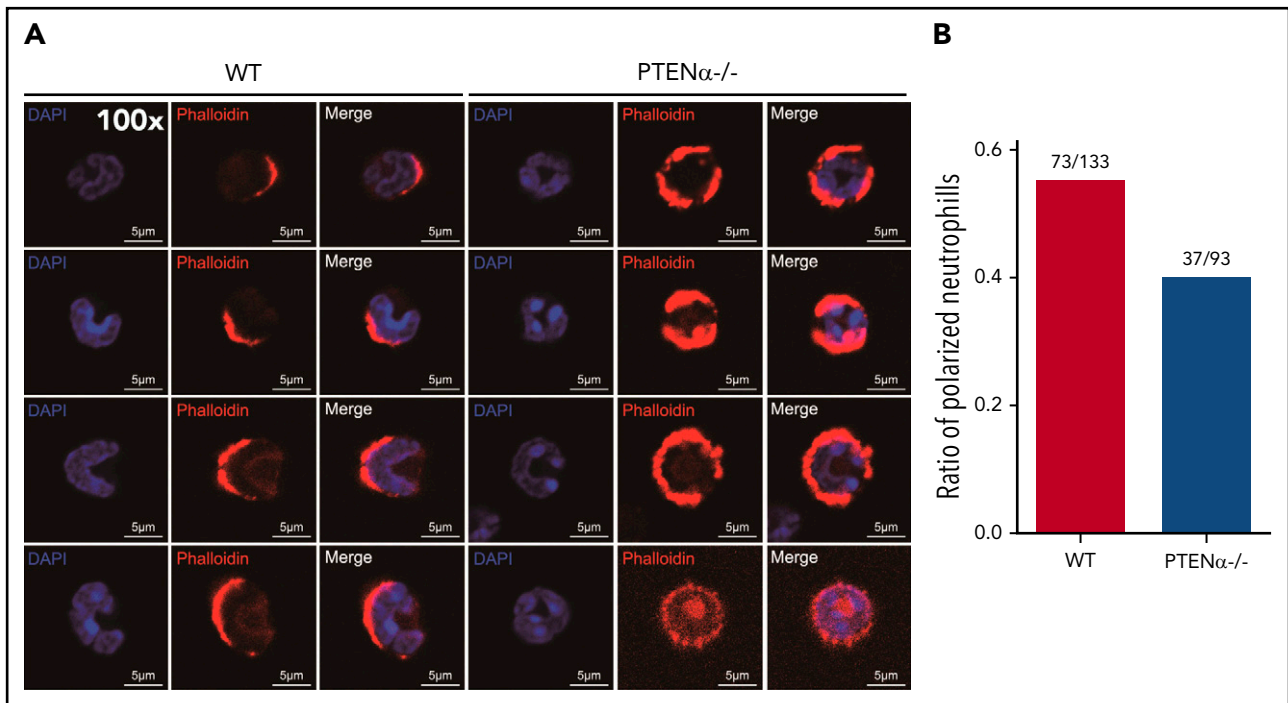 A
WT
PTENα-/-
DAPI 100x Phalloidin Merge DAPI Phalloidin Merge
5μm 5μm 5μm 5μm 5μm 5μm
DAPI Phalloidin Merge DAPI Phalloidin Merge
5μm 5μm 5μm 5μm 5μm 5μm
DAPI Phalloidin Merge DAPI Phalloidin Merge
5μm 5μm 5μm 5μm 5μm 5μm
DAPI Phalloidin Merge DAPI Phalloidin Merge
5μm 5μm 5μm 5μm 5μm 5μm
B
Ratio of polarized neutrophills
0.6
0.4
0.2
0.0
73/133
37/93
WT
PTENα-/-